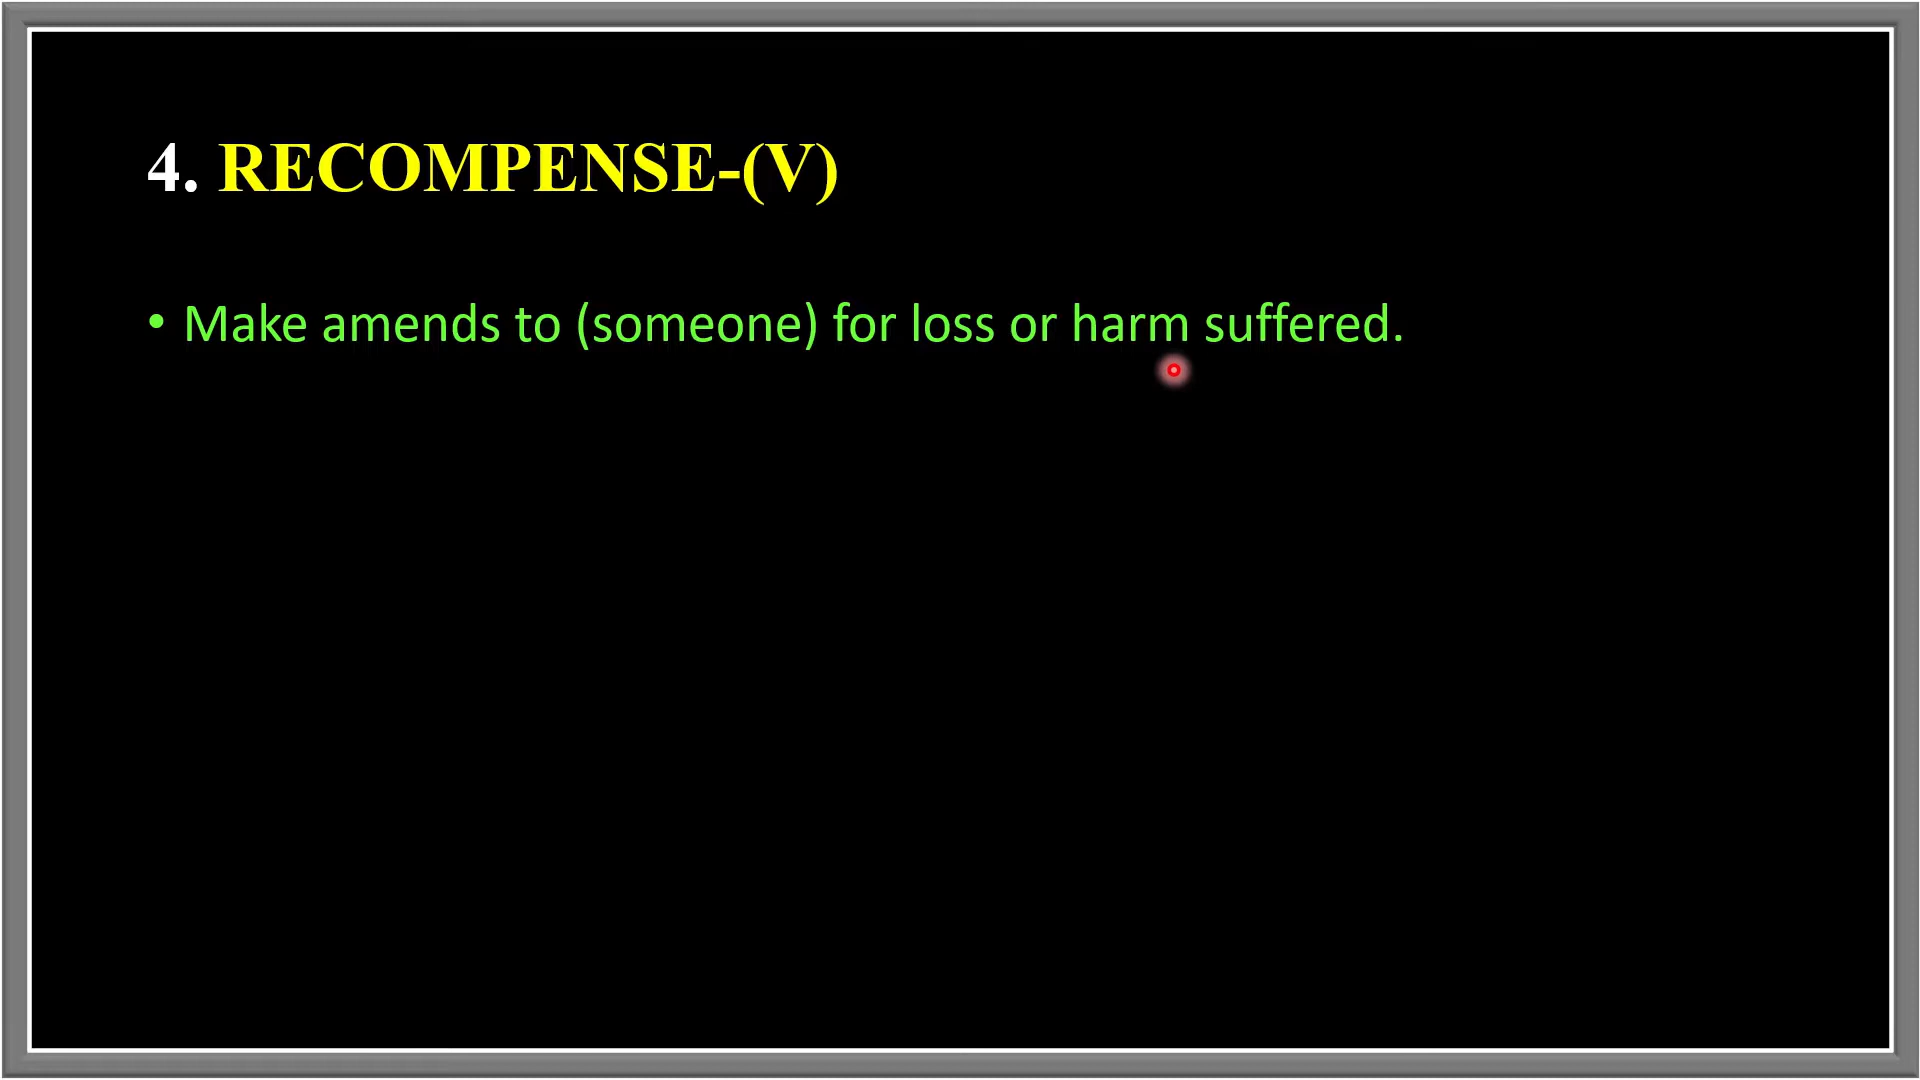 4. RECOMPENSE-(V)
• Make amends to (someone) for loss or harm suffered.